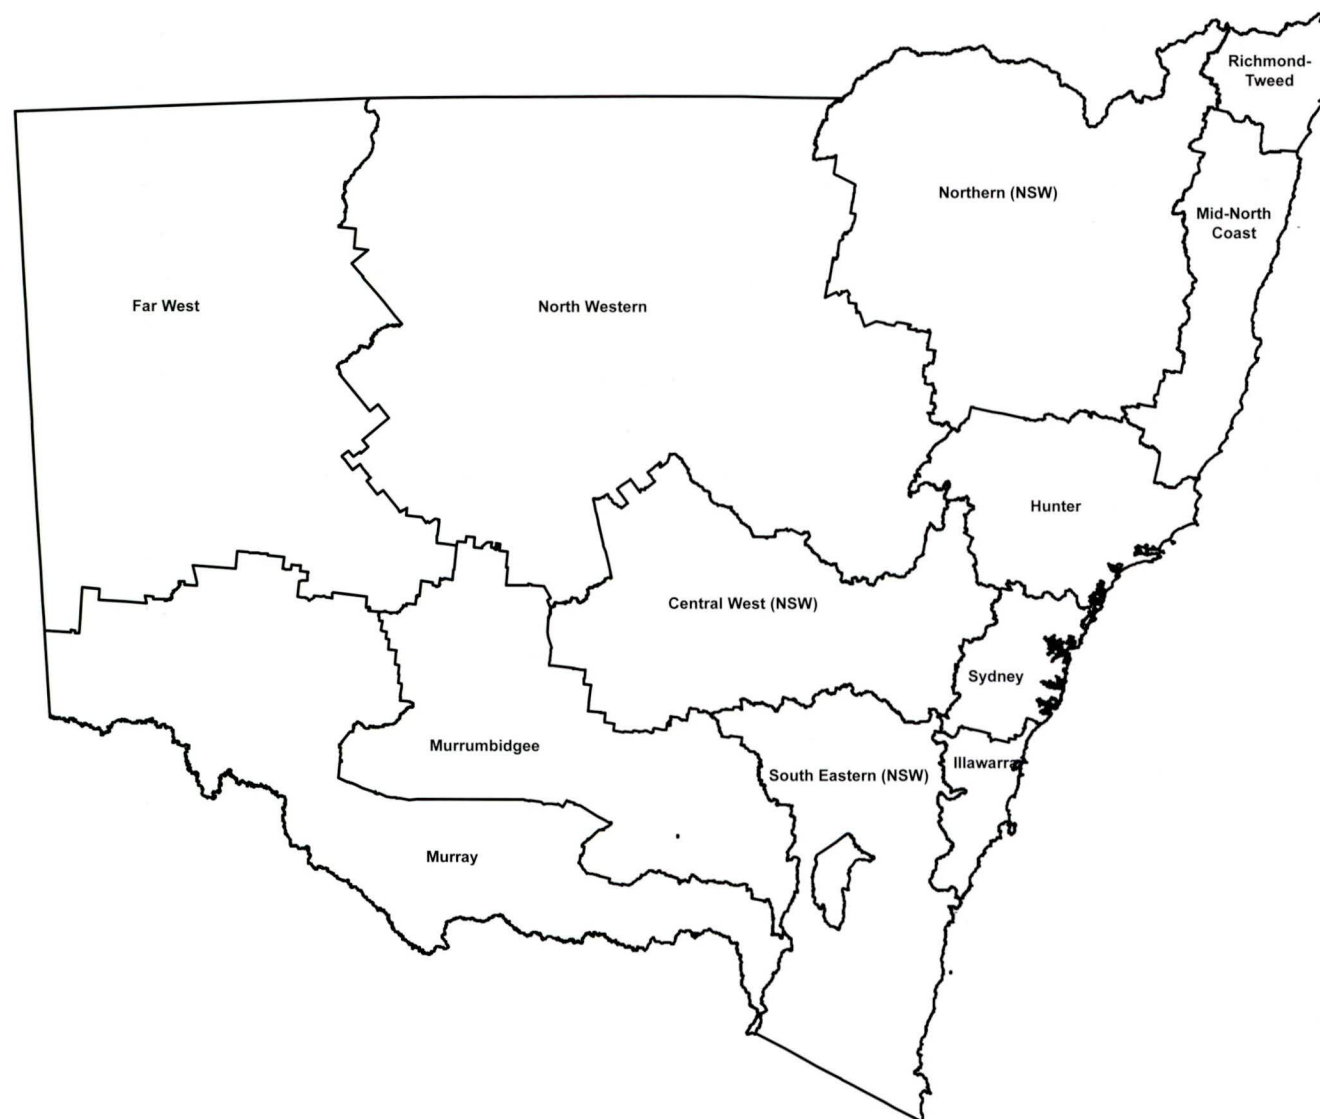 Richmond-
Tweed
Northern (NSW)
Mid-North
Coast
Far West
North Western
Hunter
Central West (NSW)
Sydney
Murrumbidgee
Illawarra
South Eastern (NSW)
Murray